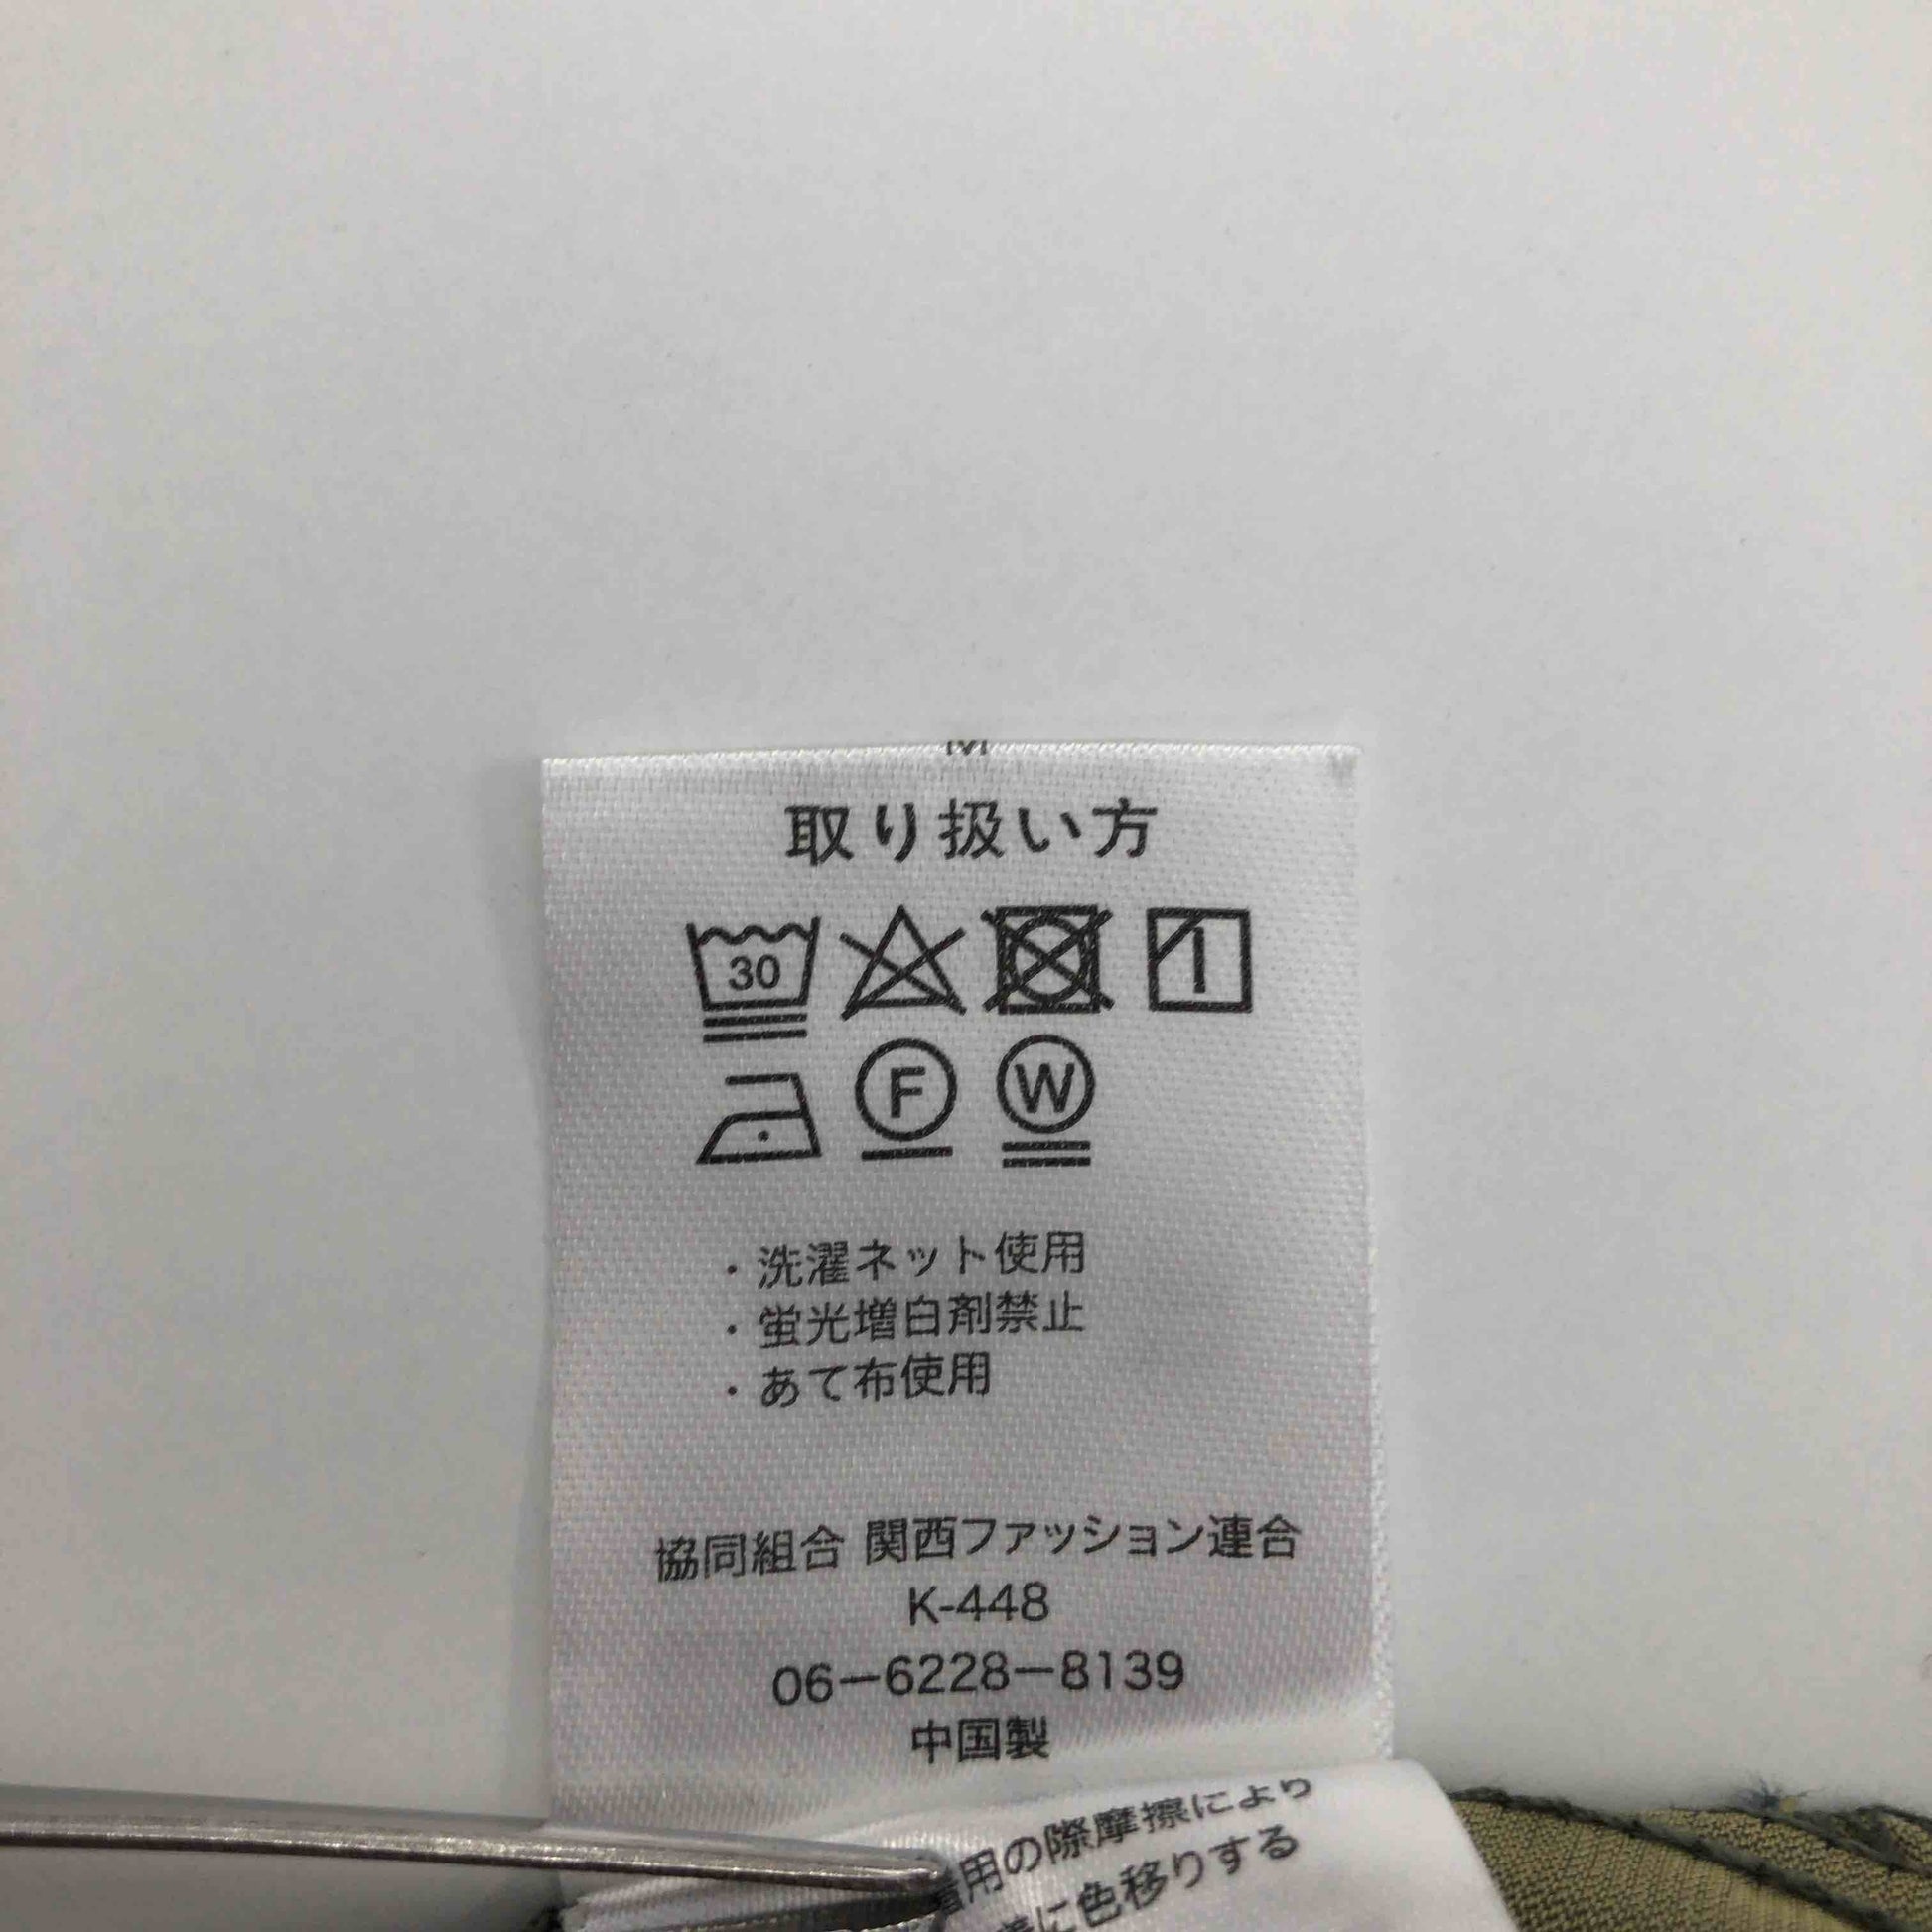 取り扱い方
30
F W
・洗濯ネット使用
・蛍光増白剤禁止
・あて布使用
協同組合 関西ファッション連合
K-448
06-6228-8139
中国製
着用の際摩擦により
に色移りする